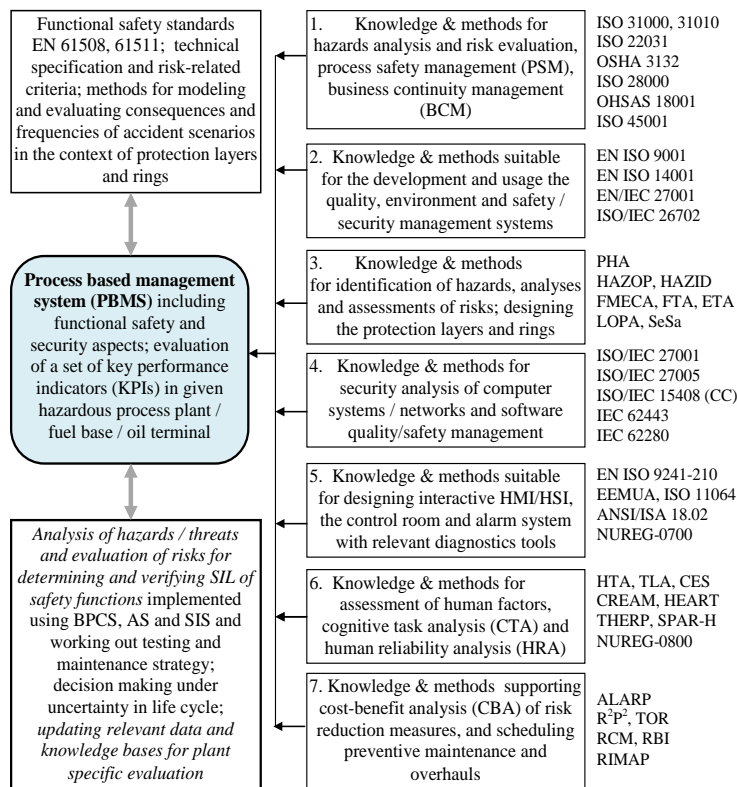 Functional safety standards
EN 61508, 61511; technical
specification and risk-related
criteria; methods for modeling
and evaluating consequences and
frequencies of accident scenarios
in the context of protection layers
and rings
Process based management
system (PBMS) including
functional safety and
security aspects; evaluation
of a set of key performance
indicators (KPIs) in given
hazardous process plant /
fuel base / oil terminal
Analysis of hazards / threats
and evaluation of risks for
determining and verifying SIL of
safety functions implemented
using BPCS, AS and SIS and
working out testing and
maintenance strategy;
decision making under
uncertainty in life cycle;
updating relevant data and
knowledge bases for plant
specific evaluation
1. Knowledge & methods for
hazards analysis and risk evaluation,
process safety management (PSM),
business continuity management
(BCM)
ISO 31000, 31010
ISO 22031
OSHA 3132
ISO 28000
OHSAS 18001
ISO 45001
2. Knowledge & methods suitable
for the development and usage the
quality, environment and safety /
security management systems
EN ISO 9001
EN ISO 14001
EN/IEC 27001
ISO/IEC 26702
3. Knowledge & methods
for identification of hazards, analyses
and assessments of risks; designing
the protection layers and rings
PHA
HAZOP, HAZID
FMECA, FTA, ETA
LOPA, SeSa
4. Knowledge & methods for
security analysis of computer
systems / networks and software
quality/safety management
ISO/IEC 27001
ISO/IEC 27005
ISO/IEC 15408 (CC)
IEC 62443
IEC 62280
5. Knowledge & methods suitable
for designing interactive HMI/HSI,
the control room and alarm system
with relevant diagnostics tools
EN ISO 9241-210
EEMUA, ISO 11064
ANSI/ISA 18.02
NUREG-0700
6. Knowledge & methods for
assessment of human factors,
cognitive task analysis (CTA) and
human reliability analysis (HRA)
HTA, TLA, CES
CREAM, HEART
THERP, SPAR-H
NUREG-0800
7. Knowledge & methods supporting
cost-benefit analysis (CBA) of risk
reduction measures, and scheduling
preventive maintenance and
overhauls
ALARP
R²P², TOR
RCM, RBI
RIMAP